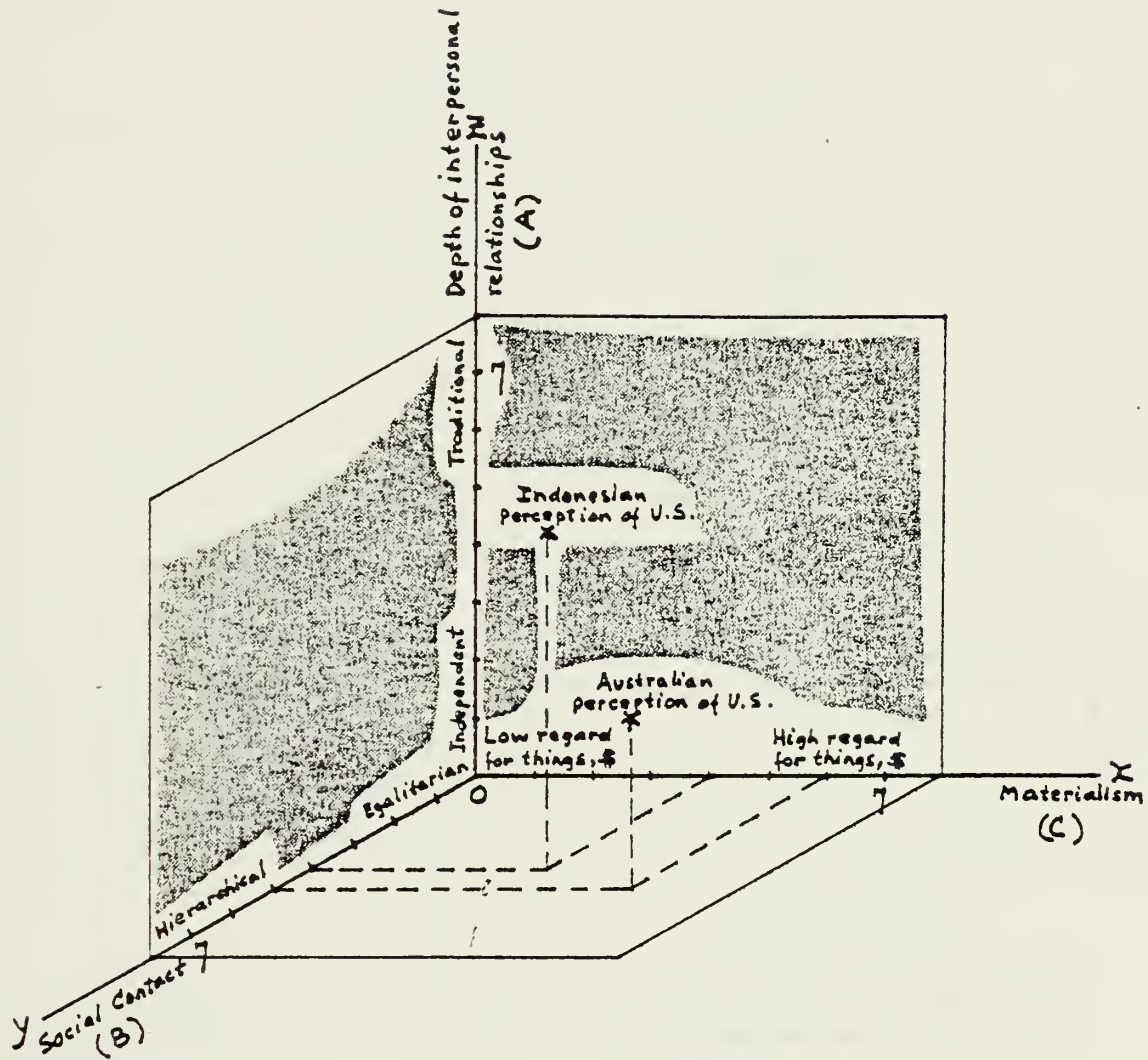 Depth of interpersonal
Z
relationships
(A)
Traditional
7
Indonesian
perception of U.S.
Independent
Australian
perception of U.S.
Low regard
for things, $
High regard
for things, $
Egalitarian
0
7
X
Materialism
(C)
Hierarchical
7
Y
Social Contact
(B)